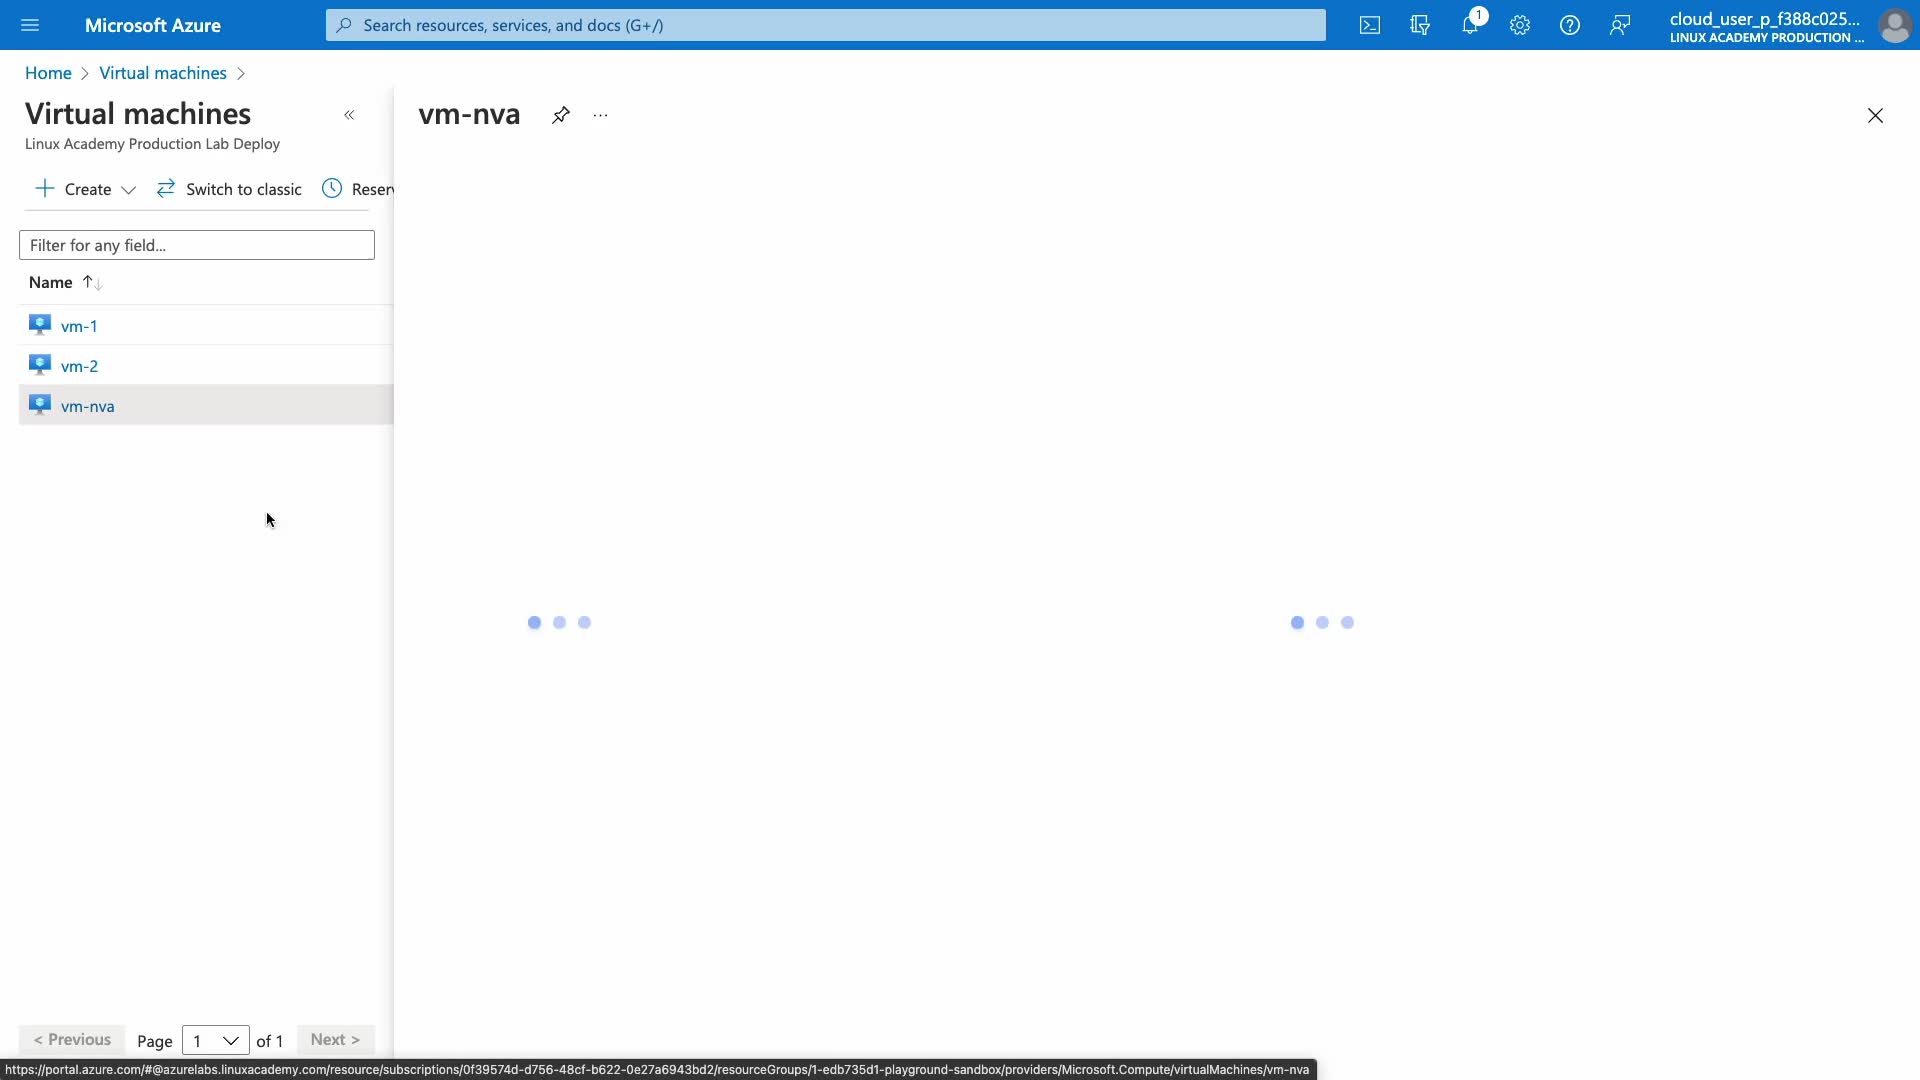 Microsoft Azure
Search resources, services, and docs (G+/)
1
cloud_user_p_f388c025...
LINUX ACADEMY PRODUCTION ...
Home > Virtual machines >
Virtual machines
Linux Academy Production Lab Deploy
Create
Switch to classic
Reserv
Filter for any field...
Name
vm-1
vm-2
vm-nva
vm-nva
...
< Previous
Page
1
of 1
Next >
https://portal.azure.com/#@azurelabs.linuxacademy.com/resource/subscriptions/0f39574d-d756-48cf-b622-0e27a6943bd2/resourceGroups/1-edb735d1-playground-sandbox/providers/Microsoft.Compute/virtualMachines/vm-nva